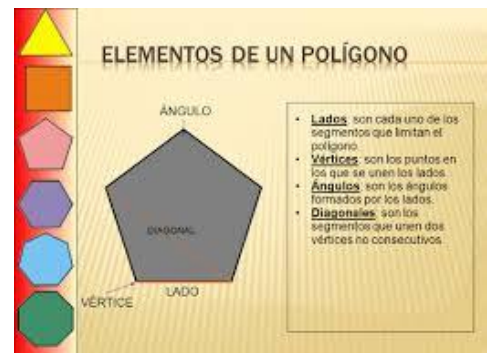 ELEMENTOS DE UN POLÍGONO
ÁNGULO
DIAGONAL
VÉRTICE
LADO
• Lados: son cada uno de los
segmentos que limitan el
polígono.
• Vértices: son los puntos en
los que se unen los lados.
• Ángulos: son los ángulos
formados por los lados.
• Diagonales: son los
segmentos que unen dos
vértices no consecutivos.